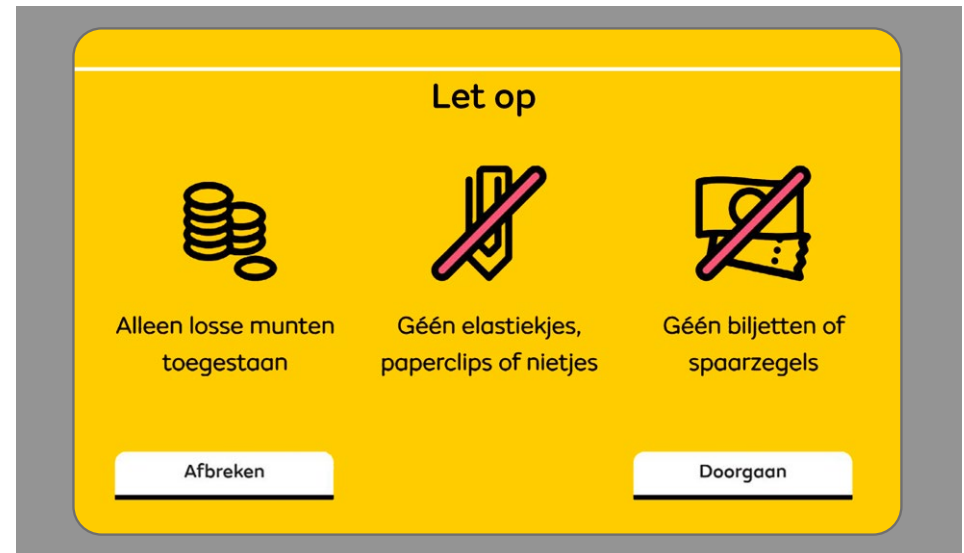 Let op
Alleen losse munten
toegestaan
Géén elastiekjes,
paperclips of nietjes
Géén biljetten of
spaarzegels
Afbreken
Doorgaan